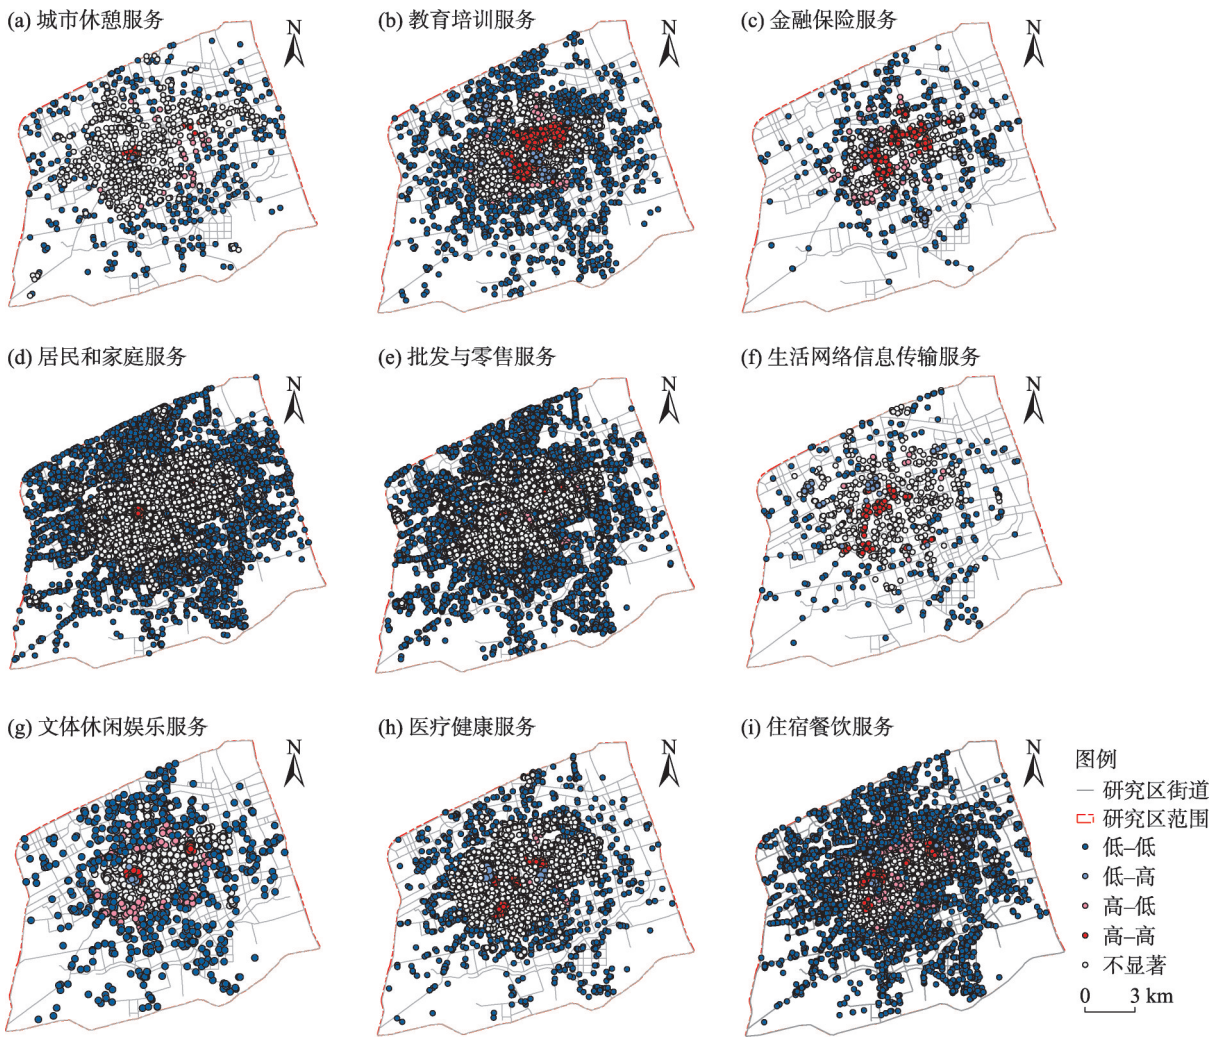 (a) 城市休憩服务
N
(b) 教育培训服务
N
(c) 金融保险服务
N
(d) 居民和家庭服务
N
(e) 批发与零售服务
N
(f) 生活网络信息传输服务
N
(g) 文体休闲娱乐服务
N
(h) 医疗健康服务
N
(i) 住宿餐饮服务
N
图例
研究区街道
研究区范围
低–低
低–高
高–低
高–高
不显著
0 3 km